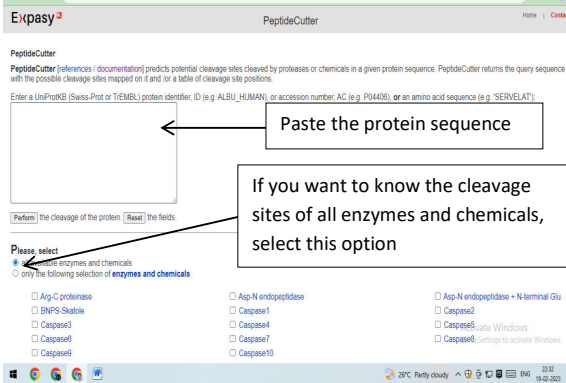 Expasy
PeptideCutter
Home | Contact
PeptideCutter
PeptideCutter [references / documentation] predicts potential cleavage sites cleaved by proteases or chemicals in a given protein sequence. PeptideCutter returns the query sequence
with the possible cleavage sites mapped on it and /or a table of cleavage site positions.
Enter a UniProtKB (Swiss-Prot or TrEMBL) protein identifier, ID (e.g. ALBU_HUMAN), or accession number, AC (e.g. P04406), or an amino acid sequence (e.g. 'SERVELAT'):
Paste the protein sequence
If you want to know the cleavage
sites of all enzymes and chemicals,
select this option
Perform the cleavage of the protein. Reset the fields.
Please, select
available enzymes and chemicals
only the following selection of enzymes and chemicals
Arg-C proteinase Asp-N endopeptidase Asp-N endopeptidase + N-terminal Glu
BNPS-Skatole Caspase1 Caspase2
Caspase3 Caspase4 Caspase5 Activate Windows
Caspase6 Caspase7 Caspase8 Settings to activate Windows.
Caspase9 Caspase10
26°C Partly cloudy ENG 22:32
19-02-2023